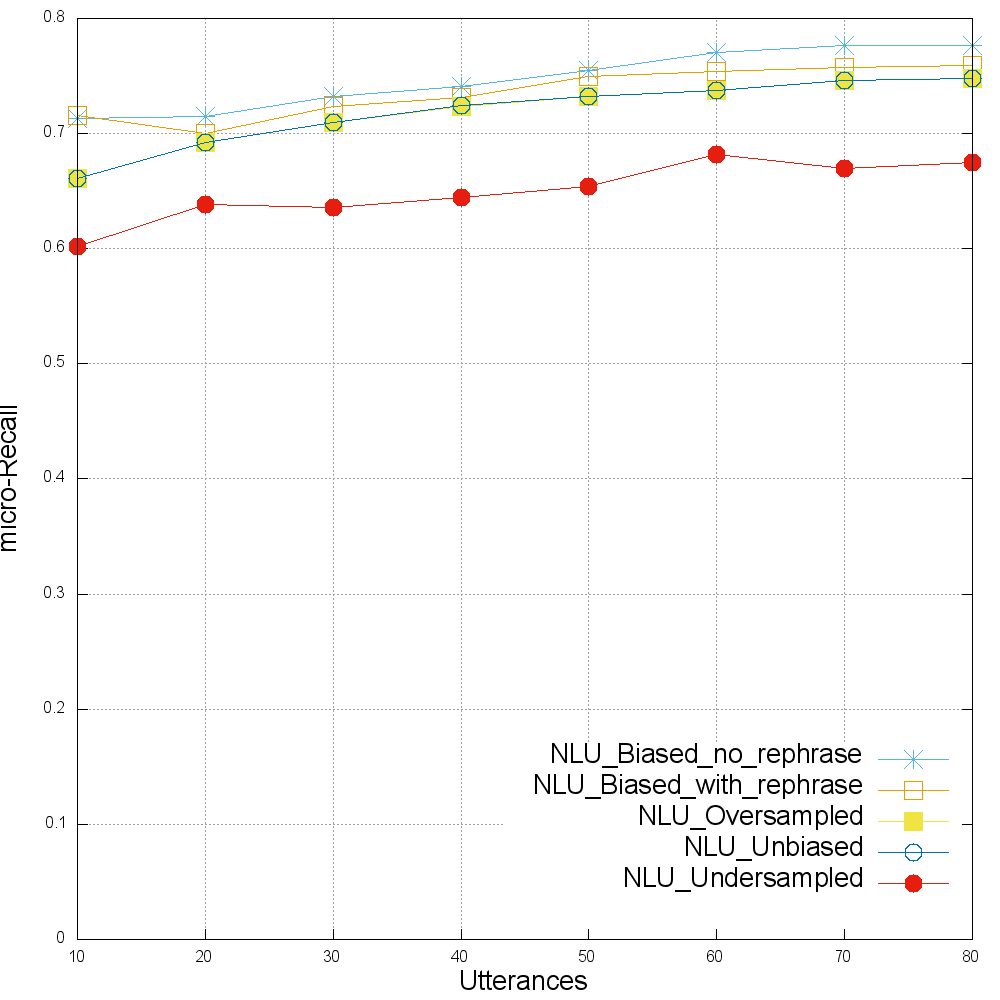 0.8
0.7
0.6
0.5
0.4
0.3
0.2
0.1
0
micro-Recall
NLU_Biased_no_rephrase
NLU_Biased_with_rephrase
NLU_Oversampled
NLU_Unbiased
NLU_Undersampled
10 20 30 40 50 60 70 80
Utterances